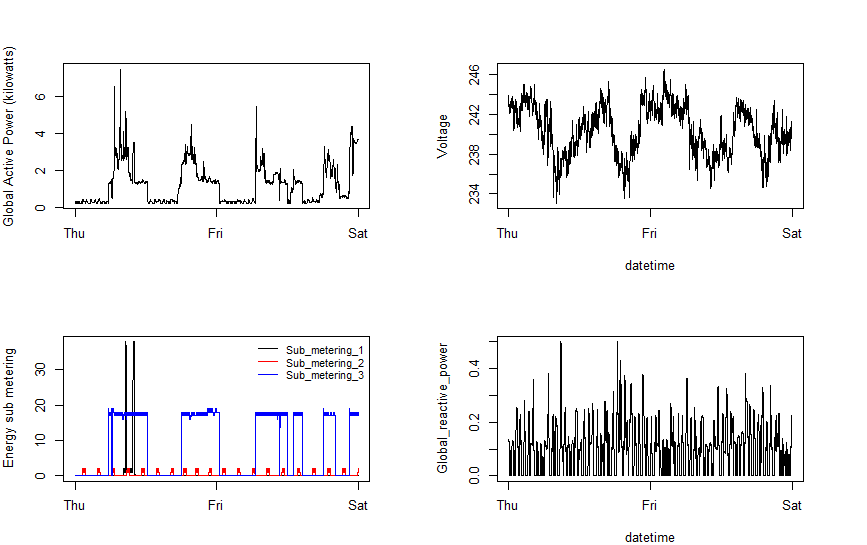 Global Active Power (kilowatts)
0 2 4 6
Thu Fri Sat
Voltage
234 238 242 246
Thu Fri Sat
datetime
Energy sub metering
0 10 20 30
Sub_metering_1
Sub_metering_2
Sub_metering_3
Thu Fri Sat
Global_reactive_power
0.0 0.2 0.4
Thu Fri Sat
datetime